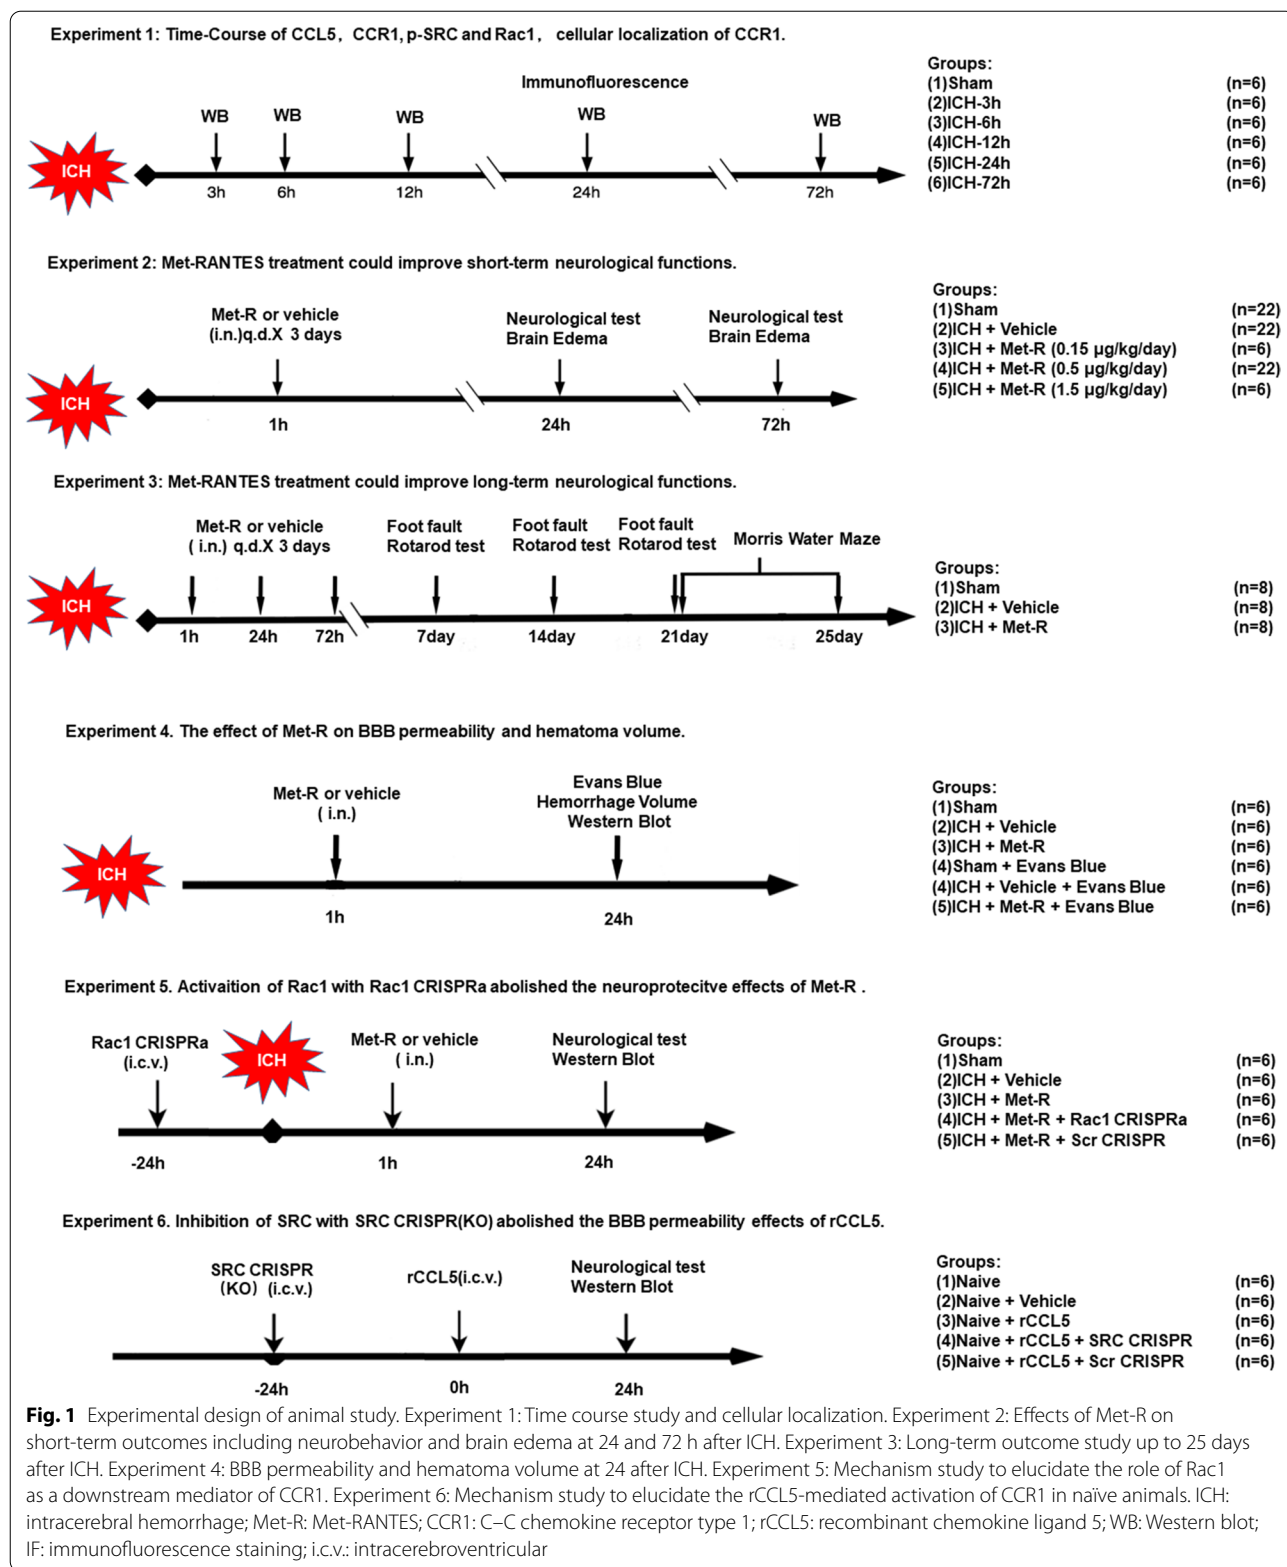 Experiment 1: Time-Course of CCL5, CCR1, p-SRC and Rac1, cellular localization of CCR1.
Immunofluorescence
WB WB WB WB WB
ICH
3h 6h 12h 24h 72h
Groups:
(1)Sham (n=6)
(2)ICH-3h (n=6)
(3)ICH-6h (n=6)
(4)ICH-12h (n=6)
(5)ICH-24h (n=6)
(6)ICH-72h (n=6)
Experiment 2: Met-RANTES treatment could improve short-term neurological functions.
Met-R or vehicle
(i.n.)q.d.X 3 days
Neurological test
Brain Edema
Neurological test
Brain Edema
ICH
1h 24h 72h
Groups:
(1)Sham (n=22)
(2)ICH + Vehicle (n=22)
(3)ICH + Met-R (0.15 µg/kg/day) (n=6)
(4)ICH + Met-R (0.5 µg/kg/day) (n=22)
(5)ICH + Met-R (1.5 µg/kg/day) (n=6)
Experiment 3: Met-RANTES treatment could improve long-term neurological functions.
Met-R or vehicle
( i.n.) q.d.X 3 days
Foot fault
Rotarod test
Foot fault
Rotarod test
Foot fault
Rotarod test
Morris Water Maze
ICH
1h 24h 72h 7day 14day 21day 25day
Groups:
(1)Sham (n=8)
(2)ICH + Vehicle (n=8)
(3)ICH + Met-R (n=8)
Experiment 4. The effect of Met-R on BBB permeability and hematoma volume.
Met-R or vehicle
( i.n.)
Evans Blue
Hemorrhage Volume
Western Blot
ICH
1h 24h
Groups:
(1)Sham (n=6)
(2)ICH + Vehicle (n=6)
(3)ICH + Met-R (n=6)
(4)Sham + Evans Blue (n=6)
(4)ICH + Vehicle + Evans Blue (n=6)
(5)ICH + Met-R + Evans Blue (n=6)
Experiment 5. Activaition of Rac1 with Rac1 CRISPRa abolished the neuroprotecitve effects of Met-R .
Rac1 CRISPRa
(i.c.v.)
ICH
Met-R or vehicle
( i.n.)
Neurological test
Western Blot
-24h 1h 24h
Groups:
(1)Sham (n=6)
(2)ICH + Vehicle (n=6)
(3)ICH + Met-R (n=6)
(4)ICH + Met-R + Rac1 CRISPRa (n=6)
(5)ICH + Met-R + Scr CRISPR (n=6)
Experiment 6. Inhibition of SRC with SRC CRISPR(KO) abolished the BBB permeability effects of rCCL5.
SRC CRISPR
(KO) (i.c.v.)
rCCL5(i.c.v.)
Neurological test
Western Blot
-24h 0h 24h
Groups:
(1)Naive (n=6)
(2)Naive + Vehicle (n=6)
(3)Naive + rCCL5 (n=6)
(4)Naive + rCCL5 + SRC CRISPR (n=6)
(5)Naive + rCCL5 + Scr CRISPR (n=6)
Fig. 1 Experimental design of animal study. Experiment 1: Time course study and cellular localization. Experiment 2: Effects of Met-R on
short-term outcomes including neurobehavior and brain edema at 24 and 72 h after ICH. Experiment 3: Long-term outcome study up to 25 days
after ICH. Experiment 4: BBB permeability and hematoma volume at 24 after ICH. Experiment 5: Mechanism study to elucidate the role of Rac1
as a downstream mediator of CCR1. Experiment 6: Mechanism study to elucidate the rCCL5-mediated activation of CCR1 in naïve animals. ICH:
intracerebral hemorrhage; Met-R: Met-RANTES; CCR1: C–C chemokine receptor type 1; rCCL5: recombinant chemokine ligand 5; WB: Western blot;
IF: immunofluorescence staining; i.c.v.: intracerebroventricular